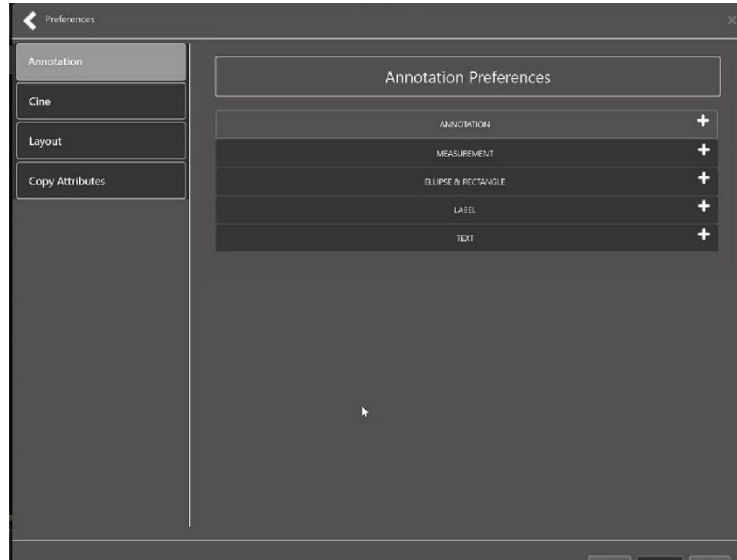 Preferences
Annotation
Cine
Layout
Copy Attributes
Annotation Preferences
ANNOTATION
MEASUREMENT
ELLIPSE & RECTANGLE
LABEL
TEXT